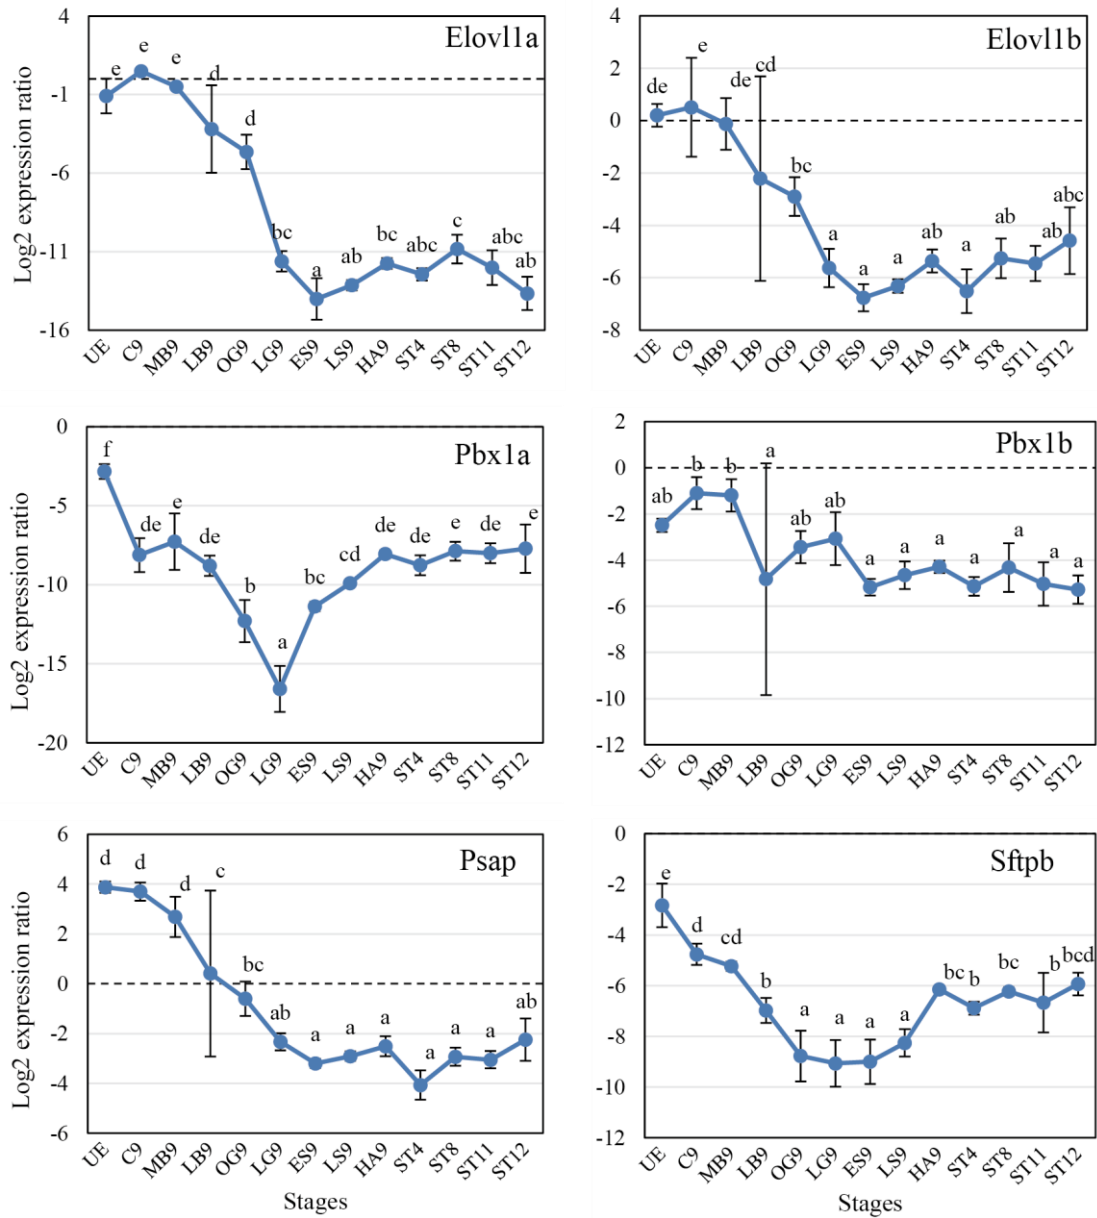 Elovl1a
Log2 expression ratio
4
-1
-6
-11
-16
e e e d d bc a ab bc abc c abc ab
UE C9 MB9 LB9 OG9 LG9 ES9 LS9 HA9 ST4 ST8 ST11 ST12
Elovl1b
4
2
0
-2
-4
-6
-8
de e de cd bc a a a ab a ab ab abc
UE C9 MB9 LB9 OG9 LG9 ES9 LS9 HA9 ST4 ST8 ST11 ST12
Pbx1a
Log2 expression ratio
0
-5
-10
-15
-20
f de e de b a bc cd de de e de e
UE C9 MB9 LB9 OG9 LG9 ES9 LS9 HA9 ST4 ST8 ST11 ST12
Pbx1b
2
0
-2
-4
-6
-8
-10
-12
ab b b a ab ab a a a a a a a
UE C9 MB9 LB9 OG9 LG9 ES9 LS9 HA9 ST4 ST8 ST11 ST12
Psap
Log2 expression ratio
6
4
2
0
-2
-4
-6
d d d c bc ab a a a a a a ab
UE C9 MB9 LB9 OG9 LG9 ES9 LS9 HA9 ST4 ST8 ST11 ST12
Stages
Sftpb
0
-2
-4
-6
-8
-10
-12
e d cd b a a a a bc b bc b bcd
UE C9 MB9 LB9 OG9 LG9 ES9 LS9 HA9 ST4 ST8 ST11 ST12
Stages